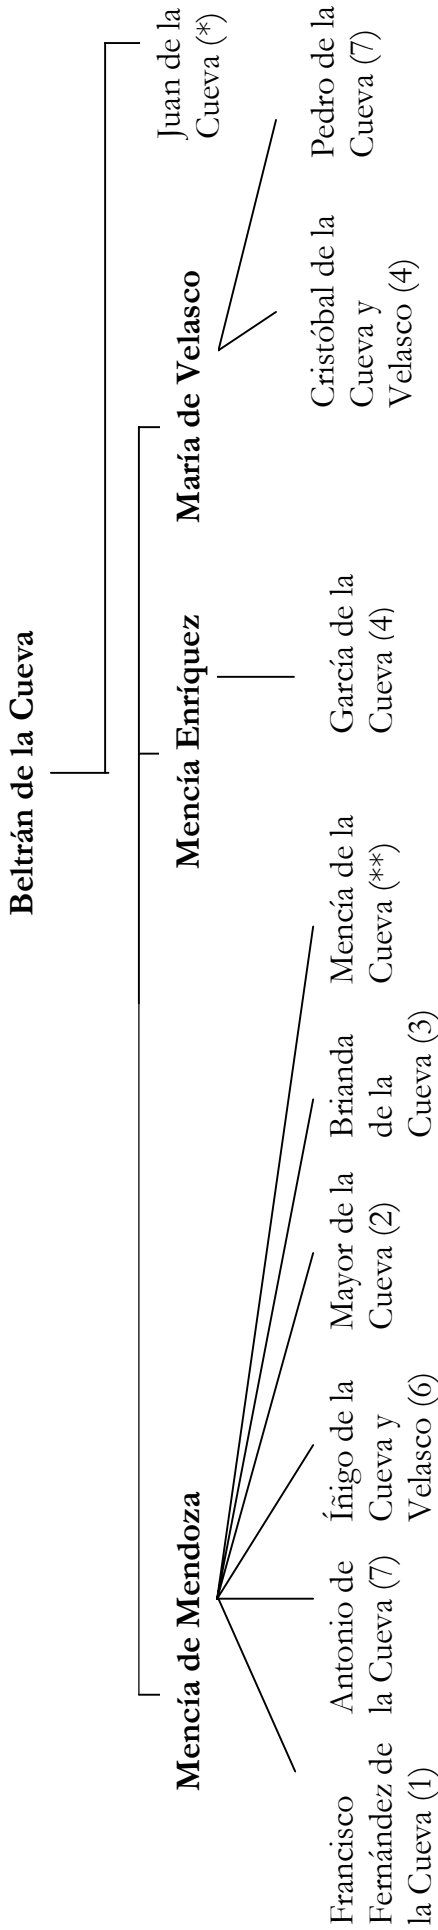 Beltrán de la Cueva
Juan de la
Cueva (*)
Mencía de Mendoza
Mencía Enríquez
María de Velasco
Francisco
Fernández de
la Cueva (1)
Antonio de
la Cueva (7)
Íñigo de la
Cueva y
Velasco (6)
Mayor de la
Cueva (2)
Brianda
de la
Cueva (3)
Mencía de la
Cueva (**)
García de la
Cueva (4)
Cristóbal de la
Cueva y
Velasco (4)
Pedro de la
Cueva (7)